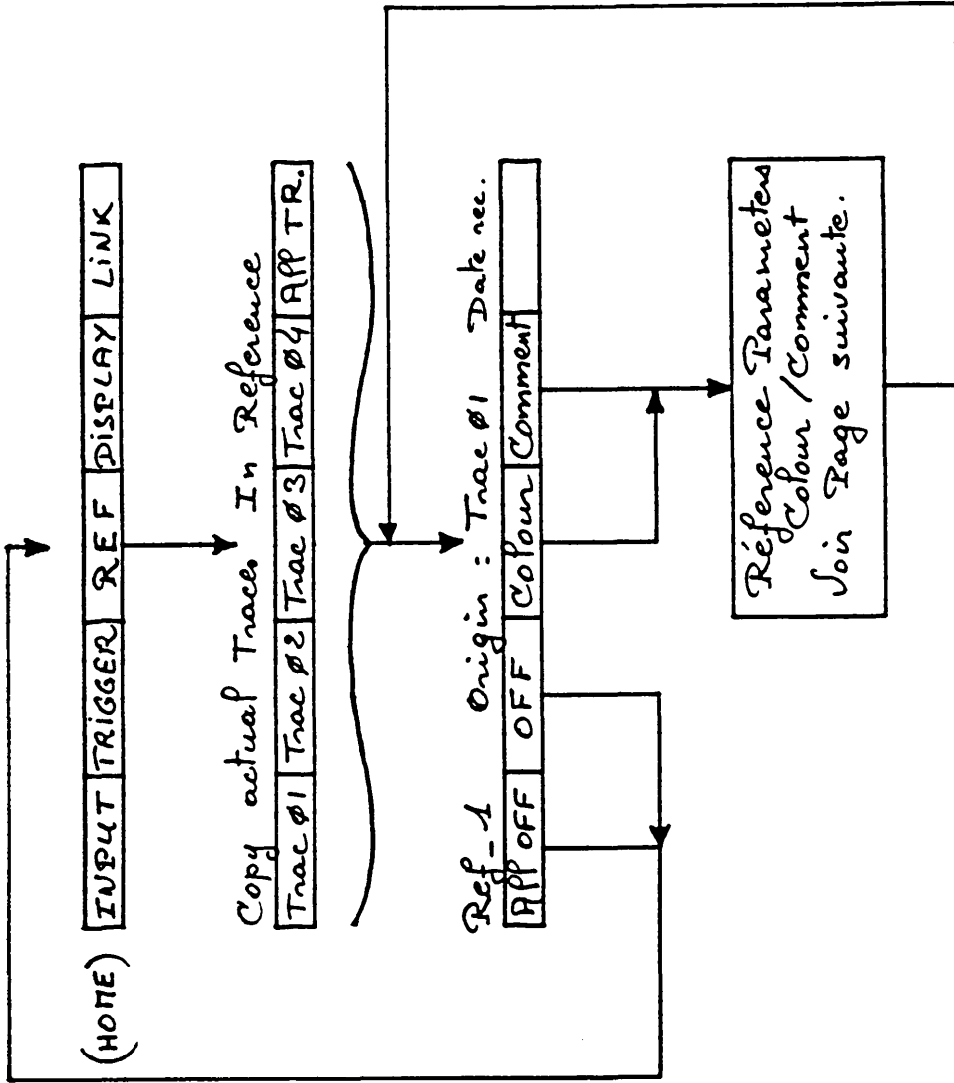 (HOME) INPUT TRIGGER REF DISPLAY LINK
Copy actual Traces In Reference
Trac Ø1 Trac Ø2 Trac Ø3 Trac Ø4 APP TR.
Ref_1 Origin : Trac Ø1 Date rec.
APP OFF OFF Colour Comment
Réference Parameters
Colour / Comment
Voir Page suivante.